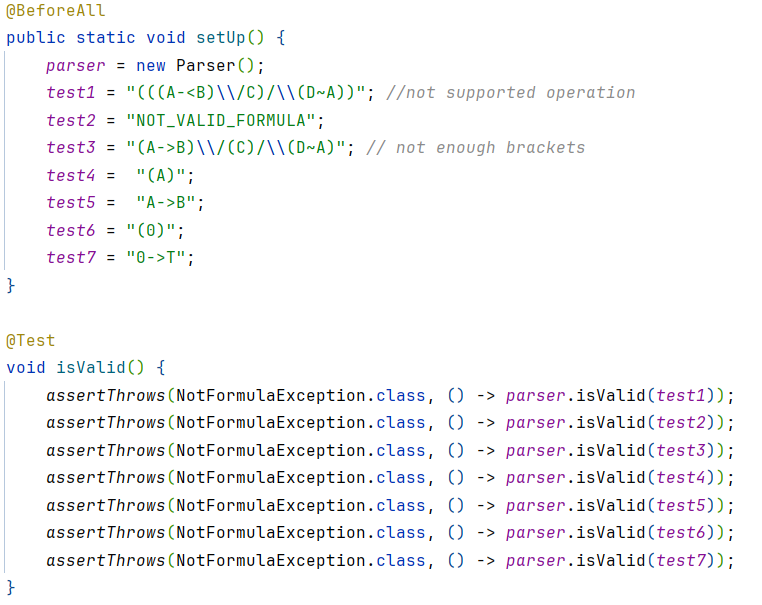 @BeforeAll
public static void setUp() {
    parser = new Parser();
    test1 = "(((A-<B)\\/C)/\\(D~A))"; //not supported operation
    test2 = "NOT_VALID_FORMULA";
    test3 = "(A->B)\\/(C)/\\(D~A)"; // not enough brackets
    test4 =  "(A)";
    test5 =  "A->B";
    test6 = "(0)";
    test7 = "0->T";
}

@Test
void isValid() {
    assertThrows(NotFormulaException.class, () -> parser.isValid(test1));
    assertThrows(NotFormulaException.class, () -> parser.isValid(test2));
    assertThrows(NotFormulaException.class, () -> parser.isValid(test3));
    assertThrows(NotFormulaException.class, () -> parser.isValid(test4));
    assertThrows(NotFormulaException.class, () -> parser.isValid(test5));
    assertThrows(NotFormulaException.class, () -> parser.isValid(test6));
    assertThrows(NotFormulaException.class, () -> parser.isValid(test7));
}